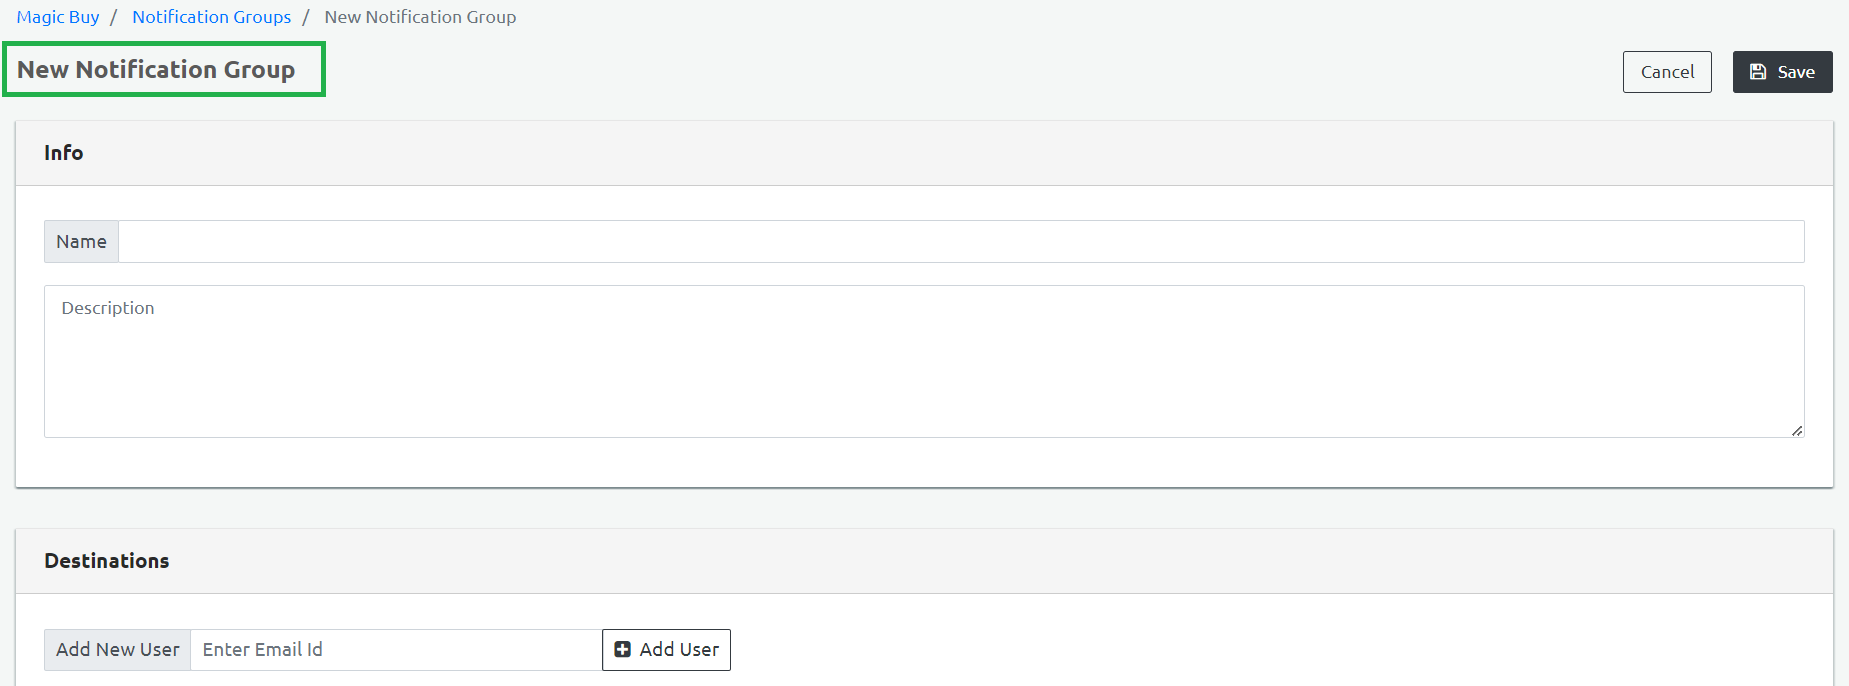 Magic Buy / Notification Groups / New Notification Group
New Notification Group
Cancel
Save
Info
Name
Description
Destinations
Add New User Enter Email Id Add User